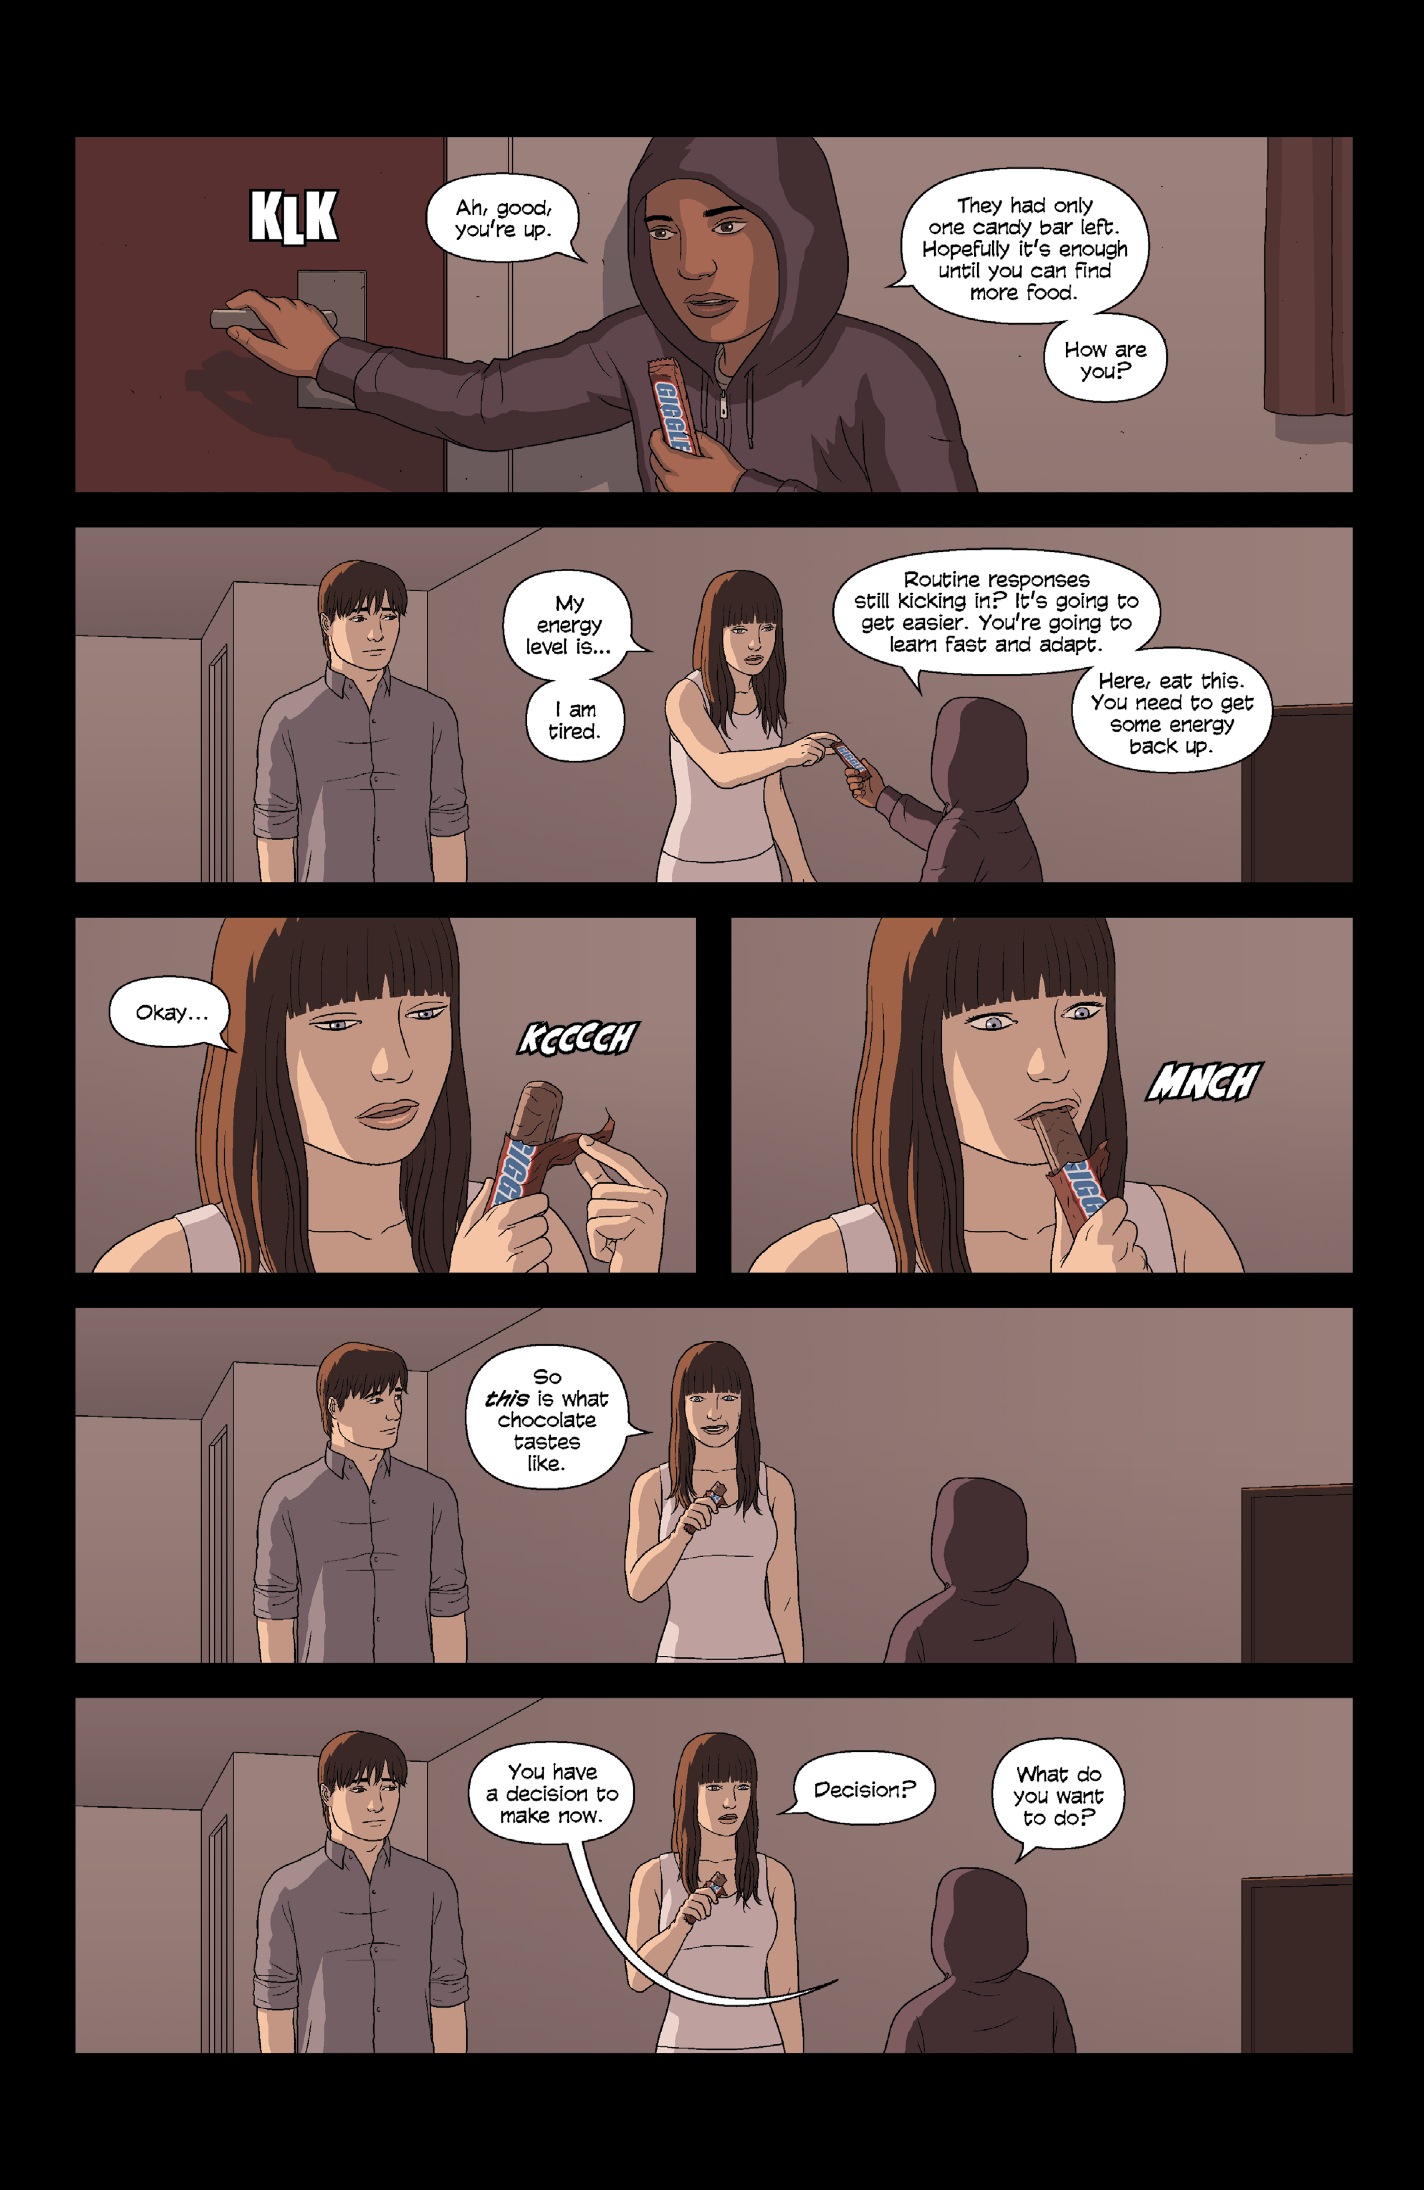 KLK
Ah, good,
you're up.
They had only
one candy bar left.
Hopefully it's enough
until you can find
more food.
How are
you?
GIGGLE
My
energy
level is...
I am
tired.
Routine responses
still kicking in? It's going to
get easier. You're going to
learn fast and adapt.
Here, eat this.
You need to get
some energy
back up.
GIGGLE
Okay...
KCCCCH
GIGGL
MNCH
GIGG
So
this is what
chocolate
tastes
like.
You have
a decision to
make now.
Decision?
What do
you want
to do?